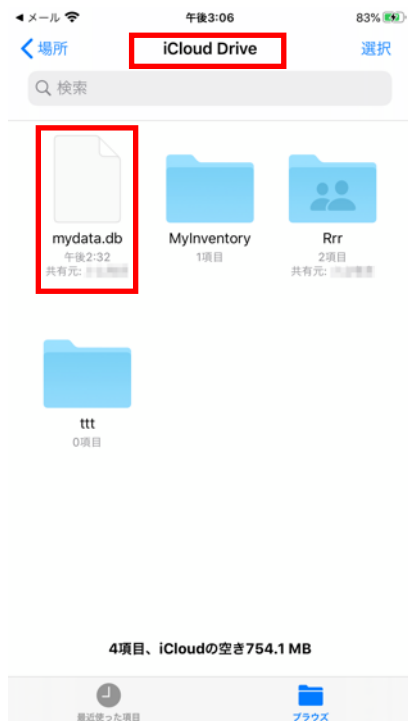 ◀メール 午後3:06 83%
場所 iCloud Drive 選択
検索
mydata.db MyInventory Rrr
午後2:32 1項目 2項目
共有元: 共有元:
ttt
0項目
4項目、iCloudの空き754.1 MB
最近使った項目 ブラウズ